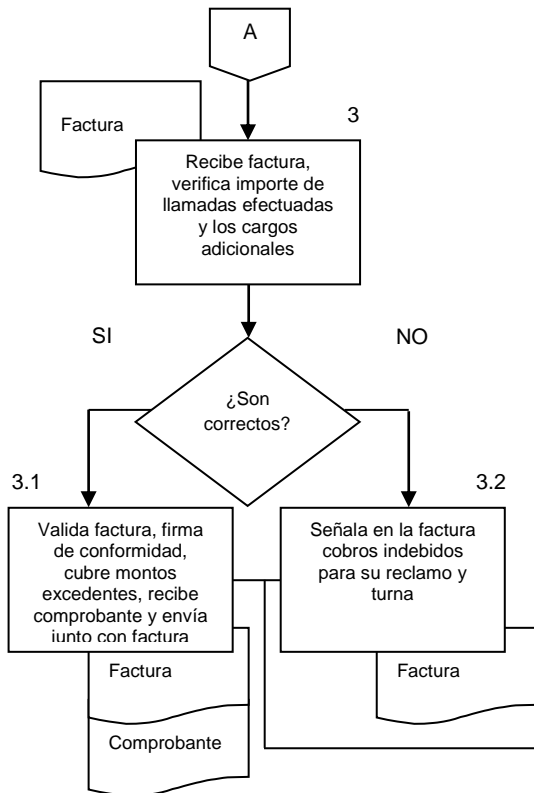 A
Factura
3
Recibe factura,
verifica importe de
llamadas efectuadas
y los cargos
adicionales
SI
NO
¿Son
correctos?
3.1
Valida factura, firma
de conformidad,
cubre montos
excedentes, recibe
comprobante y envía
junto con factura
Factura
Comprobante
3.2
Señala en la factura
cobros indebidos
para su reclamo y
turna
Factura